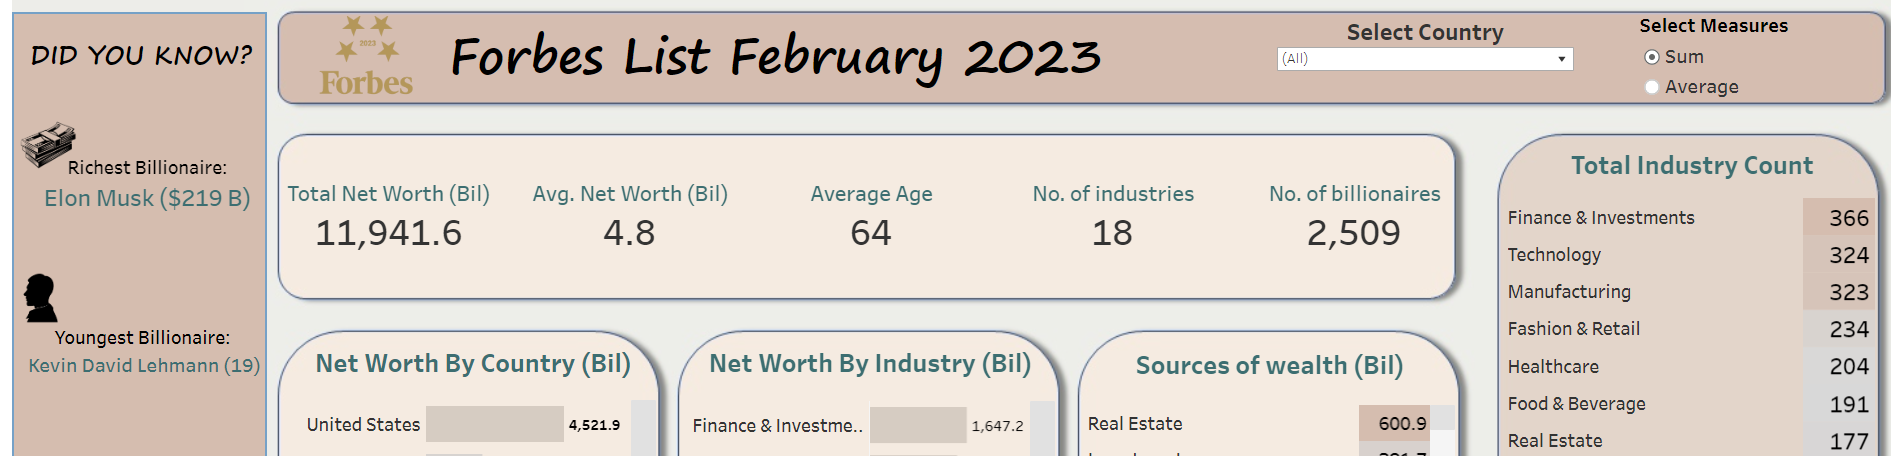 DID YOU KNOW?
Richest Billionaire:
Elon Musk ($219 B)
Youngest Billionaire:
Kevin David Lehmann (19)
2023
Forbes
Forbes List February 2023
Select Country
(All)
Select Measures
Sum
Average
Total Net Worth (Bil)
11,941.6
Avg. Net Worth (Bil)
4.8
Average Age
64
No. of industries
18
No. of billionaires
2,509
Net Worth By Country (Bil)
United States 4,521.9
Net Worth By Industry (Bil)
Finance & Investme.. 1,647.2
Sources of wealth (Bil)
Real Estate 600.9
Total Industry Count
Finance & Investments 366
Technology 324
Manufacturing 323
Fashion & Retail 234
Healthcare 204
Food & Beverage 191
Real Estate 177